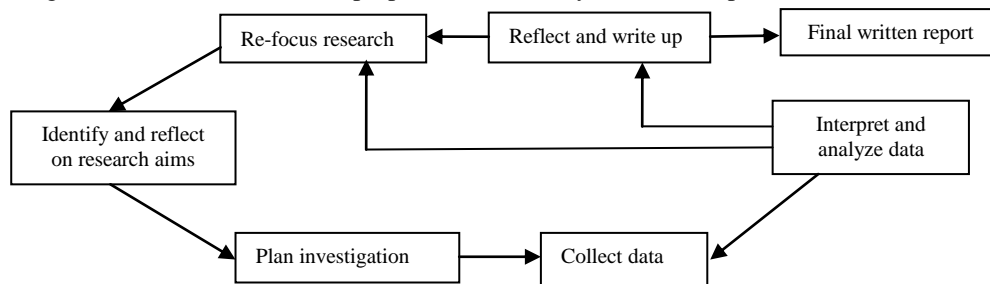 Re-focus research
Reflect and write up
Final written report
Identify and reflect
on research aims
Interpret and
analyze data
Plan investigation
Collect data